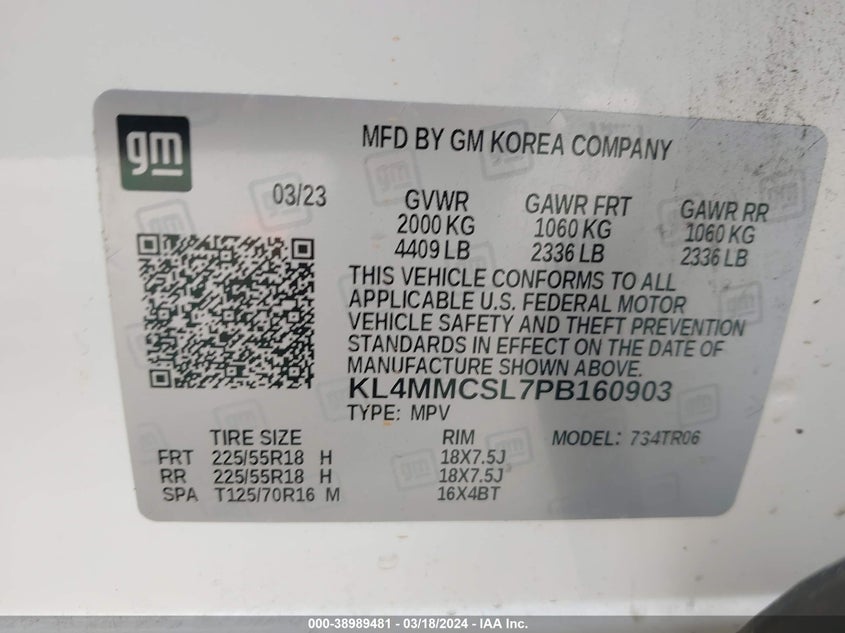 gm
MFD BY GM KOREA COMPANY
03/23
GVWR GAWR FRT GAWR RR
2000 KG 1060 KG 1060 KG
4409 LB 2336 LB 2336 LB
THIS VEHICLE CONFORMS TO ALL
APPLICABLE U.S. FEDERAL MOTOR
VEHICLE SAFETY AND THEFT PREVENTION
STANDARDS IN EFFECT ON THE DATE OF
MANUFACTURE SHOWN ABOVE.
KL4MMCSL7PB160903
TYPE: MPV
TIRE SIZE RIM MODEL: 734TR06
FRT 225/55R18 H 18X7.5J
RR 225/55R18 H 18X7.5J
SPA T125/70R16 M 16X4BT
000-38989481 - 03/18/2024 - IAA Inc.